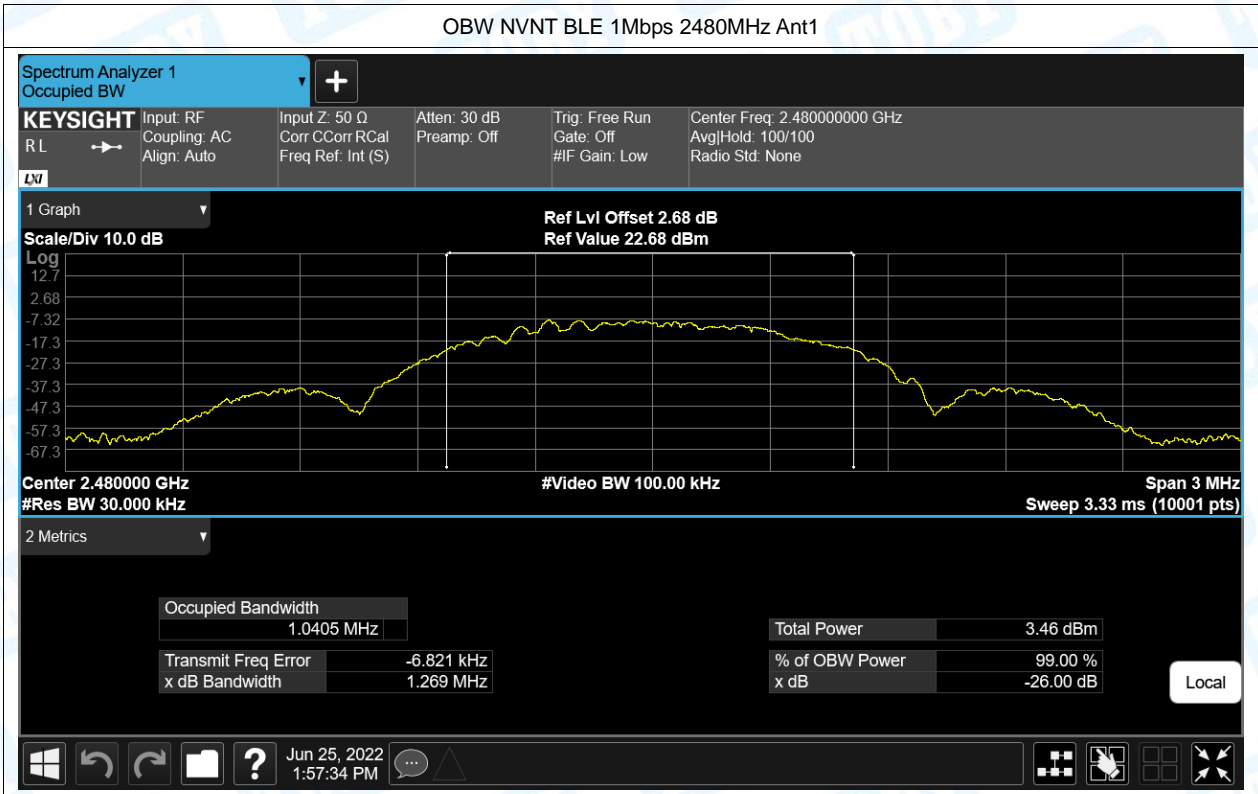 OBW NVNT BLE 1Mbps 2480MHz Ant1
Spectrum Analyzer 1
Occupied BW
KEYSIGHT
RL
LXI
Input: RF
Coupling: AC
Align: Auto
Input Z: 50 Ω
Corr CCorr RCal
Freq Ref: Int (S)
Atten: 30 dB
Preamp: Off
Trig: Free Run
Gate: Off
#IF Gain: Low
Center Freq: 2.480000000 GHz
Avg|Hold: 100/100
Radio Std: None
1 Graph
Scale/Div 10.0 dB
Ref Lvl Offset 2.68 dB
Ref Value 22.68 dBm
Log
12.7
2.68
-7.32
-17.3
-27.3
-37.3
-47.3
-57.3
-67.3
Center 2.480000 GHz
#Video BW 100.00 kHz
Span 3 MHz
#Res BW 30.000 kHz
Sweep 3.33 ms (10001 pts)
2 Metrics
Occupied Bandwidth
1.0405 MHz
Total Power 3.46 dBm
Transmit Freq Error -6.821 kHz
% of OBW Power 99.00 %
x dB Bandwidth 1.269 MHz
x dB -26.00 dB
Local
?
Jun 25, 2022
1:57:34 PM